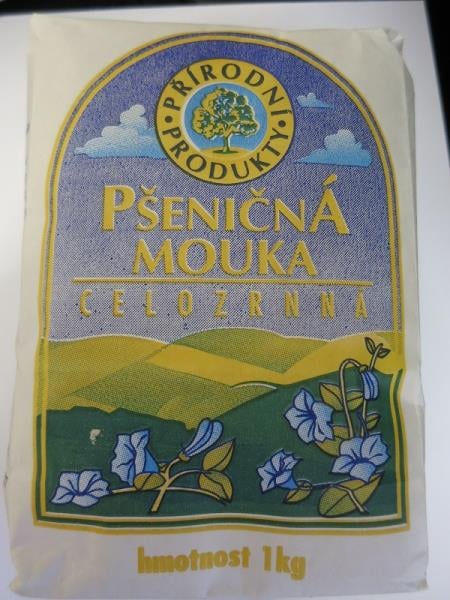 PŘÍRODNÍ
PRODUKTY
PŠENIČNÁ
MOUKA
CELOZRNNÁ
hmotnost 1kg